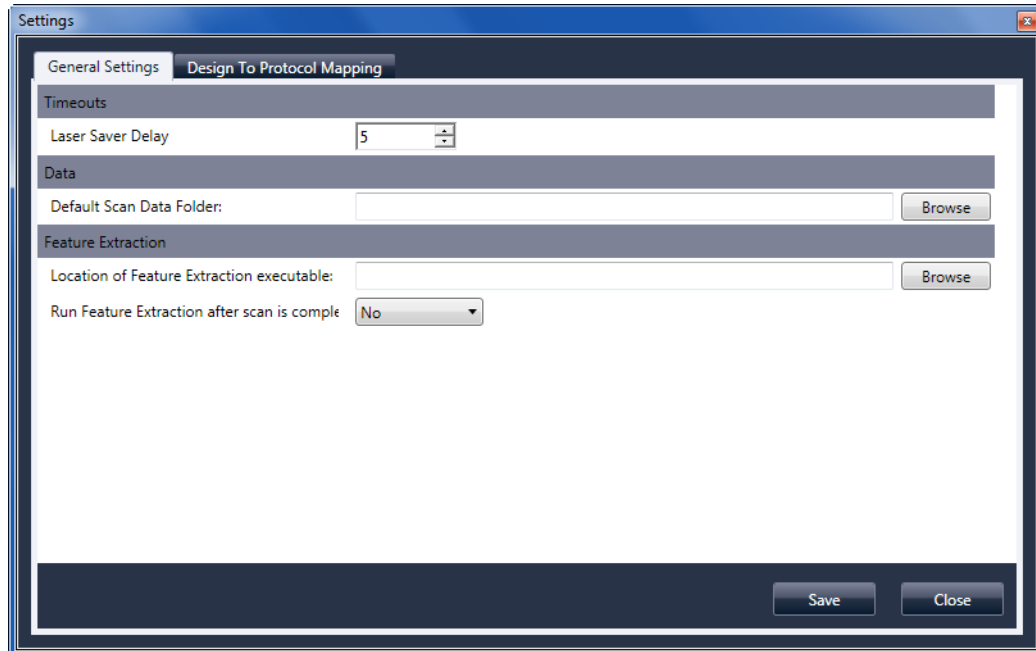 Settings
General Settings Design To Protocol Mapping
Timeouts
Laser Saver Delay 5
Data
Default Scan Data Folder: Browse
Feature Extraction
Location of Feature Extraction executable: Browse
Run Feature Extraction after scan is comple No
Save Close